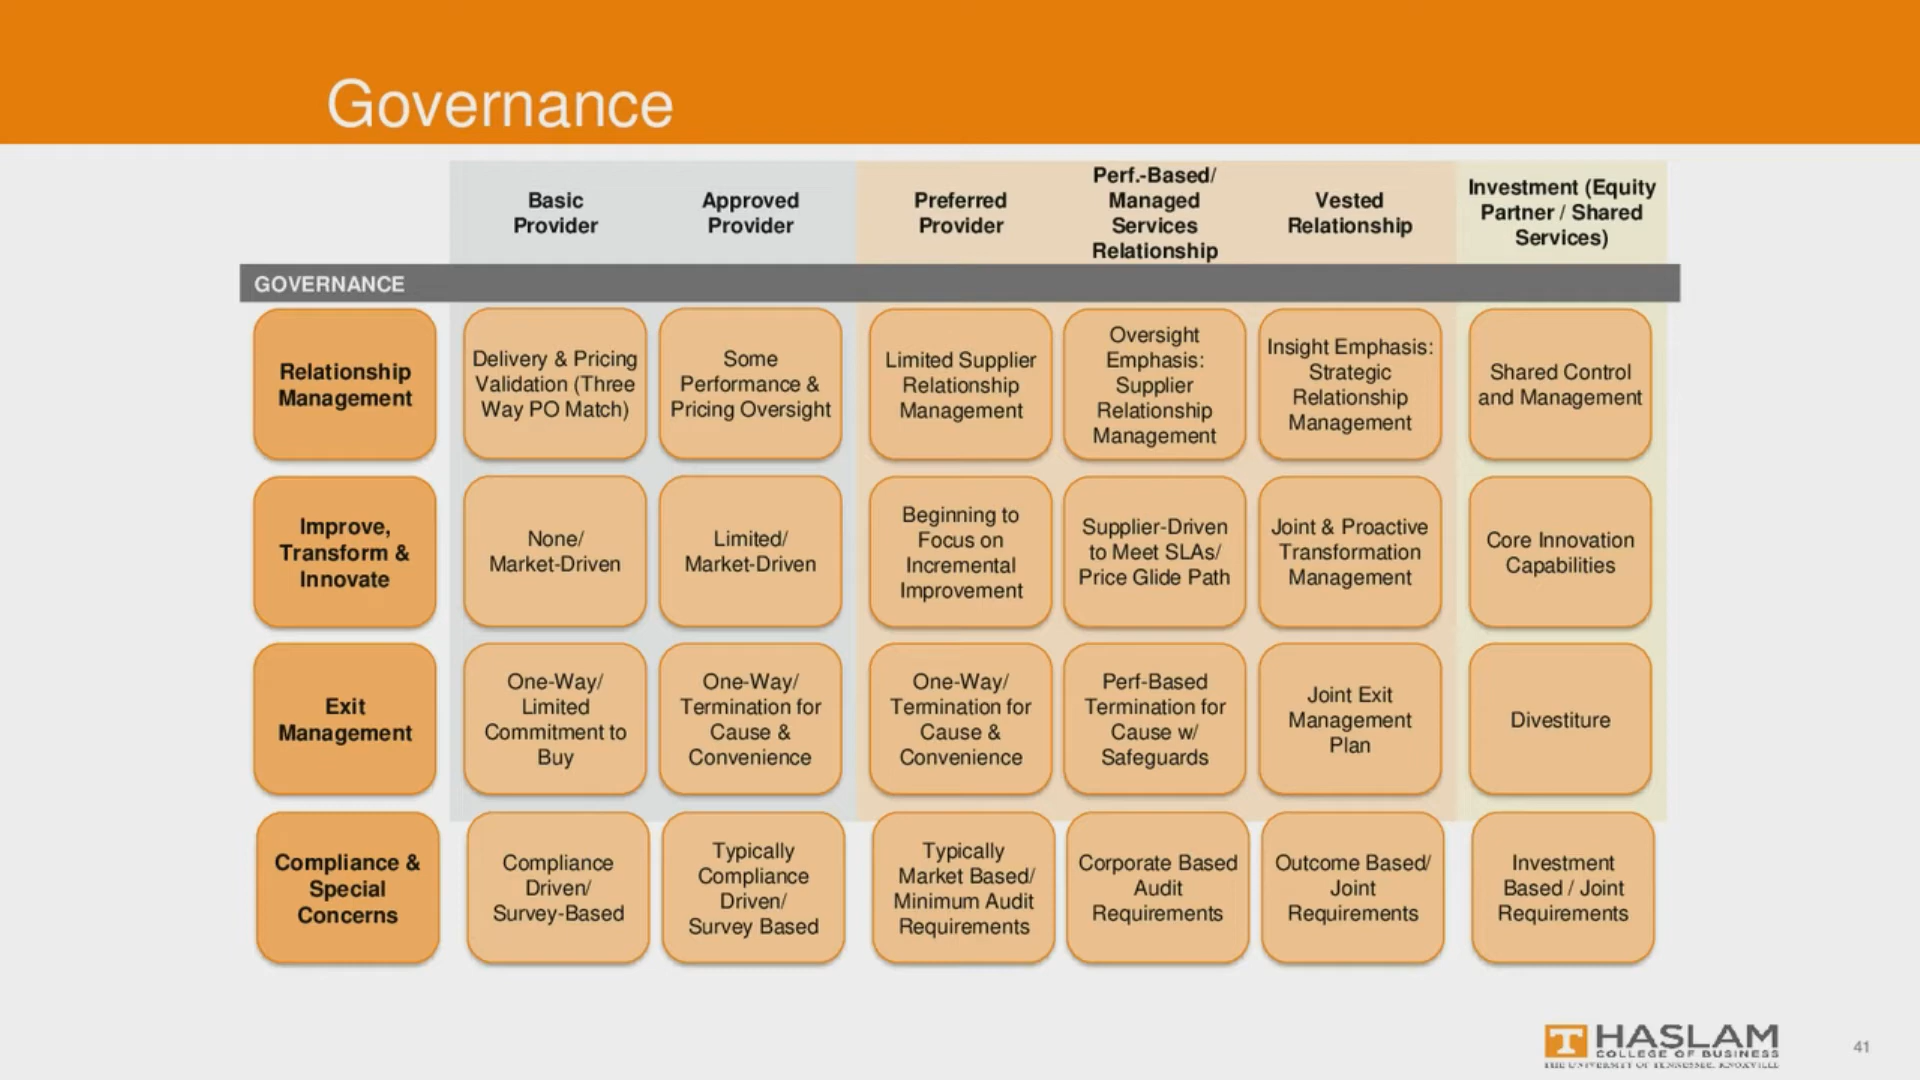 Governance
Basic
Provider
Approved
Provider
Preferred
Provider
Perf.-Based/
Managed
Services
Relationship
Vested
Relationship
Investment (Equity
Partner / Shared
Services)
GOVERNANCE
Relationship
Management
Delivery & Pricing
Validation (Three
Way PO Match)
Some
Performance &
Pricing Oversight
Limited Supplier
Relationship
Management
Oversight
Emphasis:
Supplier
Relationship
Management
Insight Emphasis:
Strategic
Relationship
Management
Shared Control
and Management
Improve,
Transform &
Innovate
None/
Market-Driven
Limited/
Market-Driven
Beginning to
Focus on
Incremental
Improvement
Supplier-Driven
to Meet SLAs/
Price Glide Path
Joint & Proactive
Transformation
Management
Core Innovation
Capabilities
Exit
Management
One-Way/
Limited
Commitment to
Buy
One-Way/
Termination for
Cause &
Convenience
One-Way/
Termination for
Cause &
Convenience
Perf-Based
Termination for
Cause w/
Safeguards
Joint Exit
Management
Plan
Divestiture
Compliance &
Special
Concerns
Compliance
Driven/
Survey-Based
Typically
Compliance
Driven/
Survey Based
Typically
Market Based/
Minimum Audit
Requirements
Corporate Based
Audit
Requirements
Outcome Based/
Joint
Requirements
Investment
Based / Joint
Requirements
T HASLAM
COLLEGE OF BUSINESS
THE UNIVERSITY OF TENNESSEE, KNOXVILLE
41